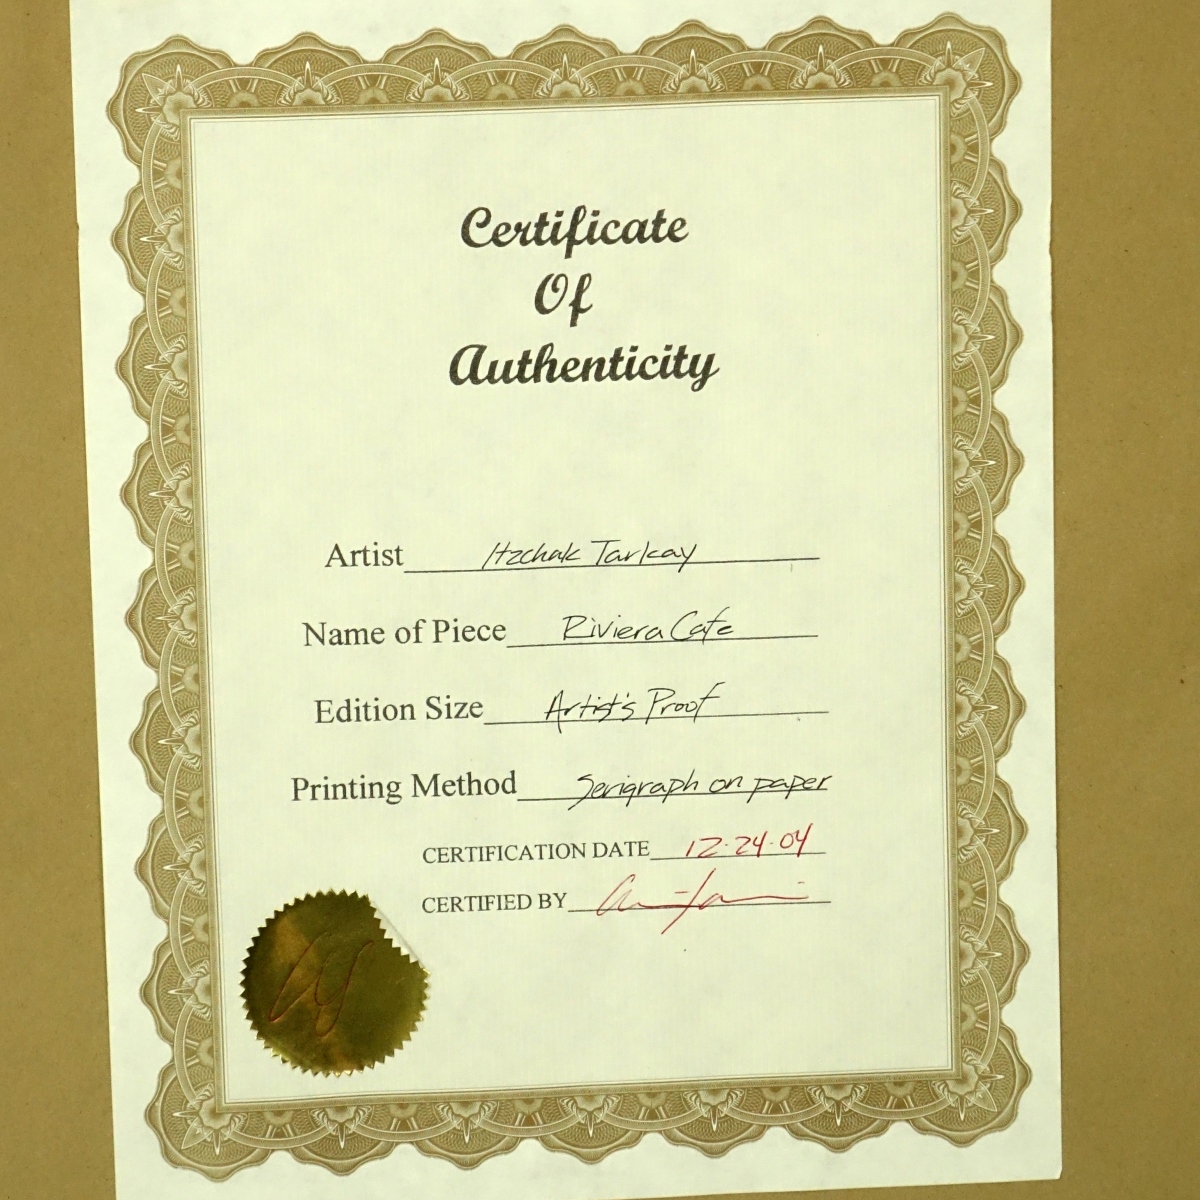 Certificate
Of
Authenticity
Artist Itzchak Tarkay
Name of Piece Riviera Cafe
Edition Size Artist's Proof
Printing Method Serigraph on paper
CERTIFICATION DATE 12·24·04
CERTIFIED BY